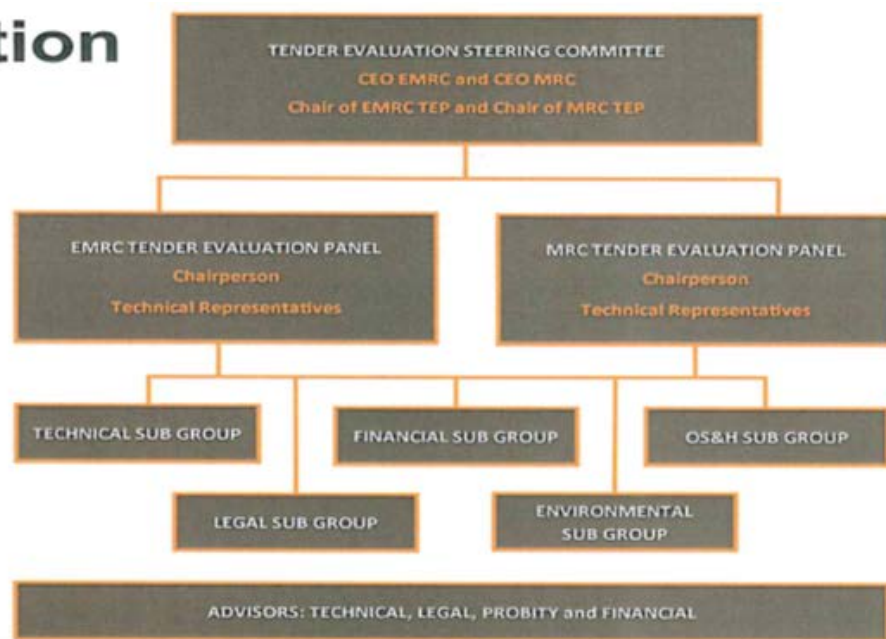 tion
TENDER EVALUATION STEERING COMMITTEE
CEO EMRC and CEO MRC
Chair of EMRC TEP and Chair of MRC TEP
EMRC TENDER EVALUATION PANEL
Chairperson
Technical Representatives
MRC TENDER EVALUATION PANEL
Chairperson
Technical Representatives
TECHNICAL SUB GROUP
FINANCIAL SUB GROUP
OS&H SUB GROUP
LEGAL SUB GROUP
ENVIRONMENTAL
SUB GROUP
ADVISORS: TECHNICAL, LEGAL, PROBITY and FINANCIAL